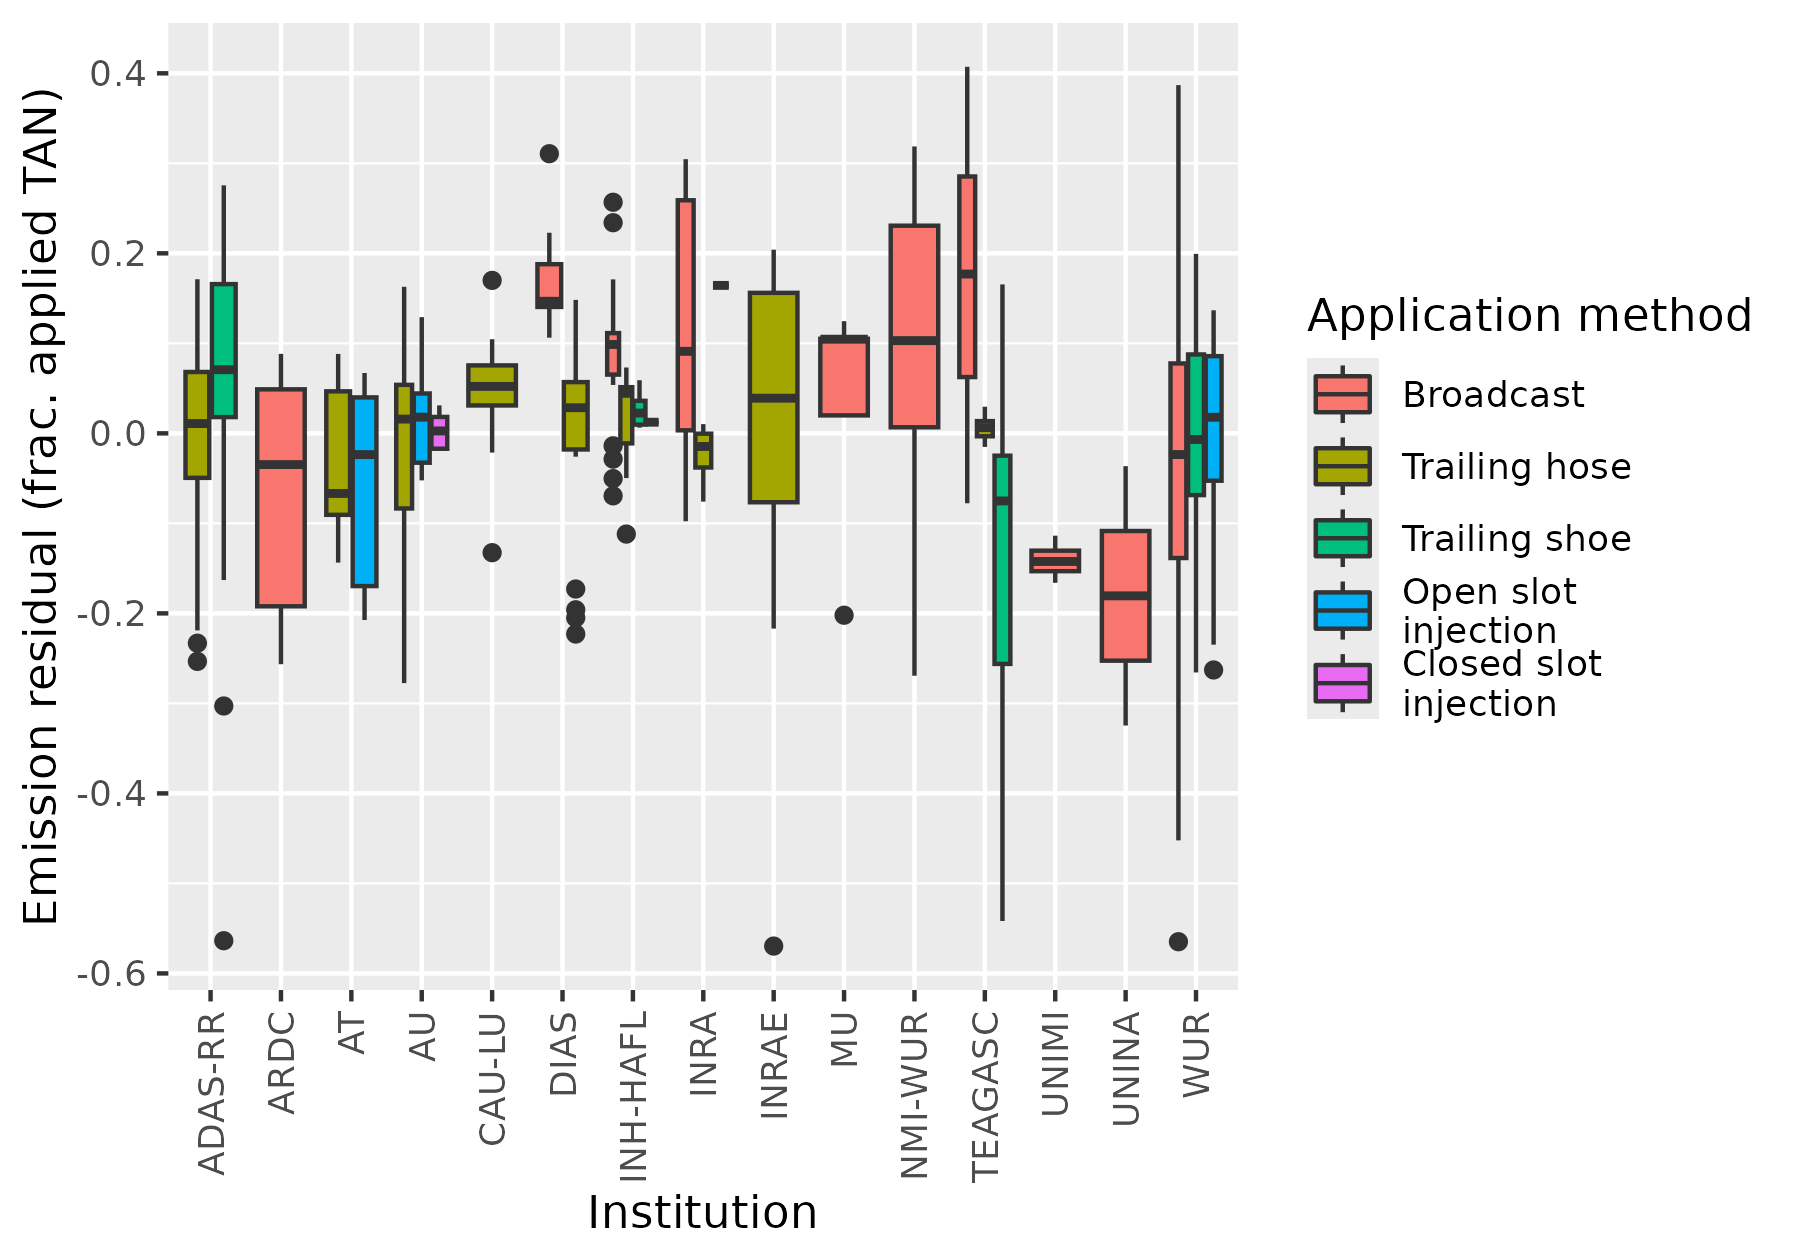 Emission residual (frac. applied TAN)
0.4
0.2
0.0
-0.2
-0.4
-0.6
ADAS-RR
ARDC
AT
AU
CAU-LU
DIAS
INH-HAFL
INRA
INRAE
MU
NMI-WUR
TEAGASC
UNIMI
UNINA
WUR
Institution
Application method
Broadcast
Trailing hose
Trailing shoe
Open slot
injection
Closed slot
injection